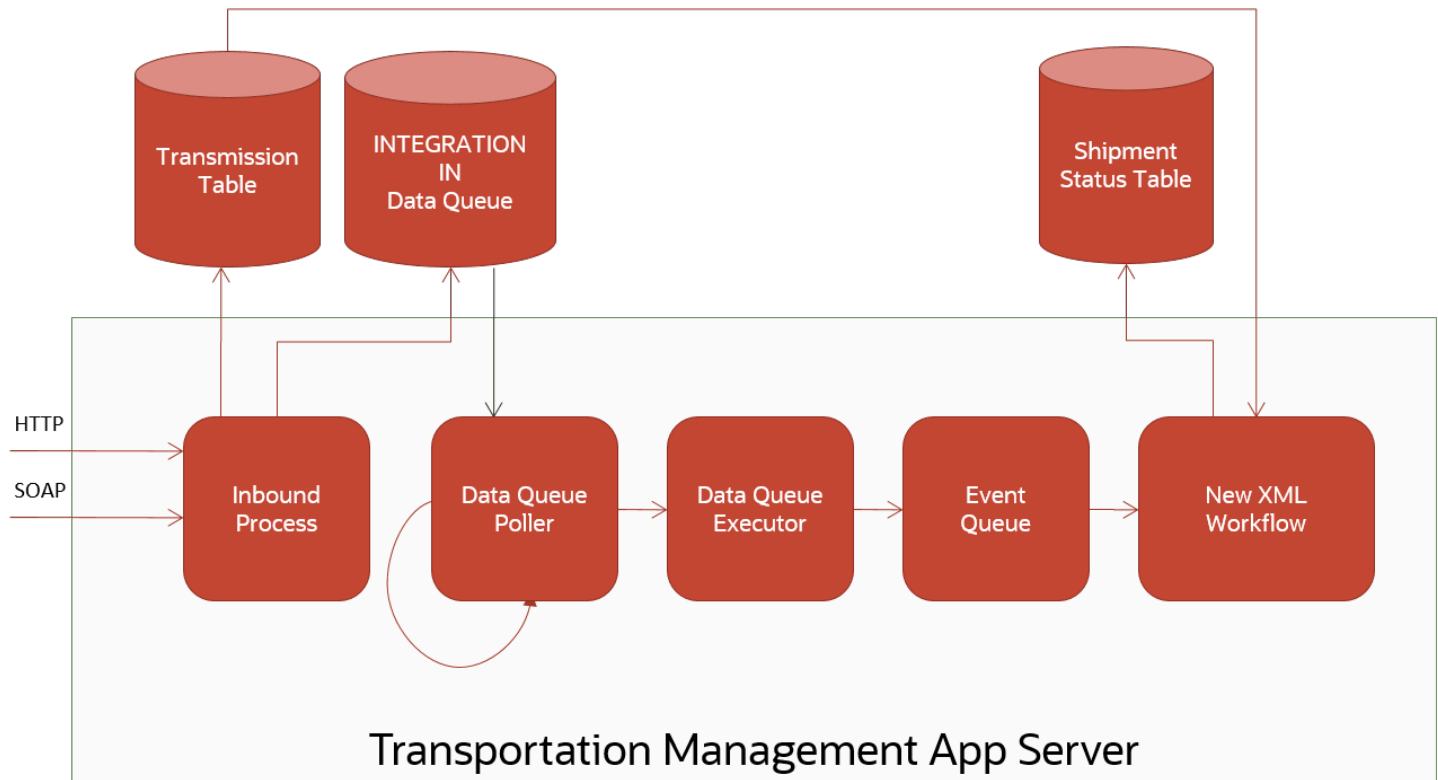 Transmission
Table
INTEGRATION
IN
Data Queue
Shipment
Status Table
HTTP
SOAP
Inbound
Process
Data Queue
Poller
Data Queue
Executor
Event
Queue
New XML
Workflow
Transportation Management App Server